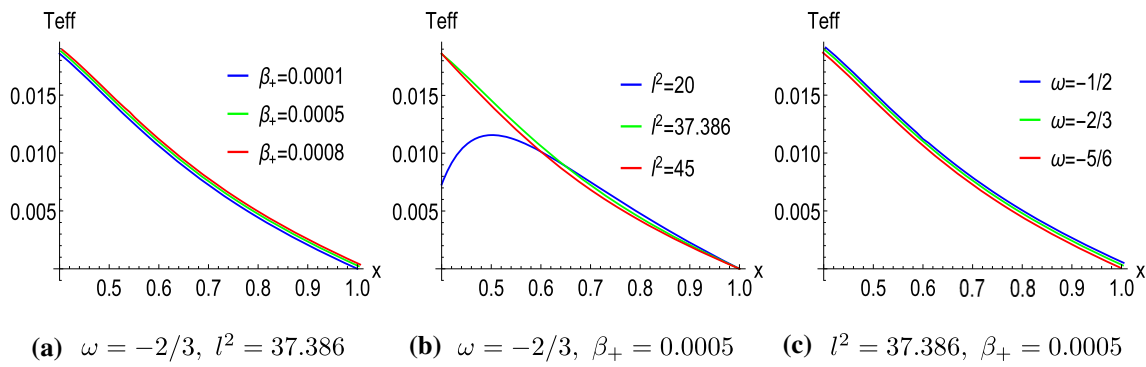 Teff
0.015
0.010
0.005
0.5 0.6 0.7 0.8 0.9 1.0
x
β₊=0.0001
β₊=0.0005
β₊=0.0008
(a) ω = −2/3, l² = 37.386
Teff
0.015
0.010
0.005
0.5 0.6 0.7 0.8 0.9 1.0
x
l²=20
l²=37.386
l²=45
(b) ω = −2/3, β₊ = 0.0005
Teff
0.015
0.010
0.005
0.5 0.6 0.7 0.8 0.9 1.0
x
ω=−1/2
ω=−2/3
ω=−5/6
(c) l² = 37.386, β₊ = 0.0005